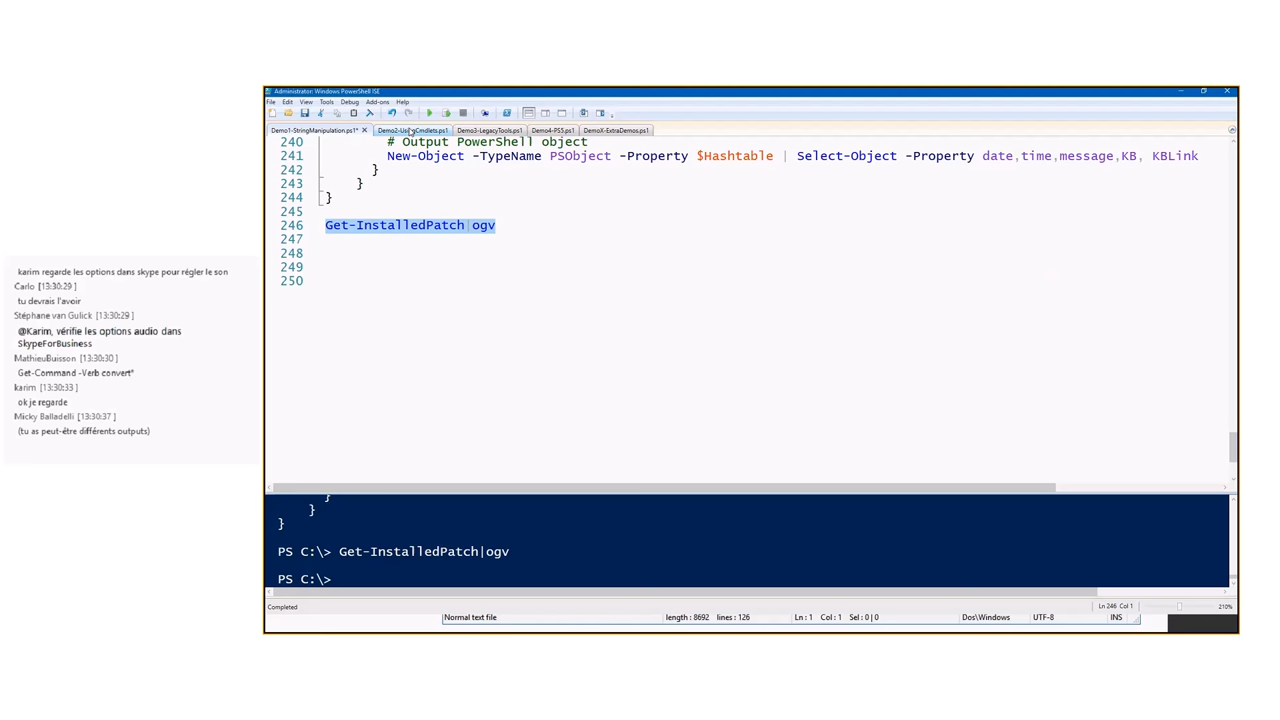 karim regarde les options dans skype pour régler le son
Carlo [13:30:29 ]
tu devrais l'avoir
Stéphane van Gulick [13:30:29 ]
@Karim, vérifie les options audio dans
SkypeForBusiness
MathieuBuisson [13:30:30 ]
Get-Command -Verb convert*
karim [13:30:33 ]
ok je regarde
Micky Balladelli [13:30:37 ]
(tu as peut-être différents outputs)
Administrator: Windows PowerShell ISE
File Edit View Tools Debug Add-ons Help
Demo1-StringManipulation.ps1* Demo2-UsingCmdlets.ps1 Demo3-LegacyTools.ps1 Demo4-PS5.ps1 DemoX-ExtraDemos.ps1
240 # Output PowerShell object
241 New-Object -TypeName PSObject -Property $Hashtable | Select-Object -Property date,time,message,KB, KBLink
242 }
243 }
244 }
245
246 Get-InstalledPatch|ogv
247
248
249
250
}
}
}
PS C:\> Get-InstalledPatch|ogv
PS C:\>
Completed Ln 246 Col 1 210%
Normal text file length : 8692 lines : 126 Ln : 1 Col : 1 Sel : 0 | 0 Dos\Windows UTF-8 INS